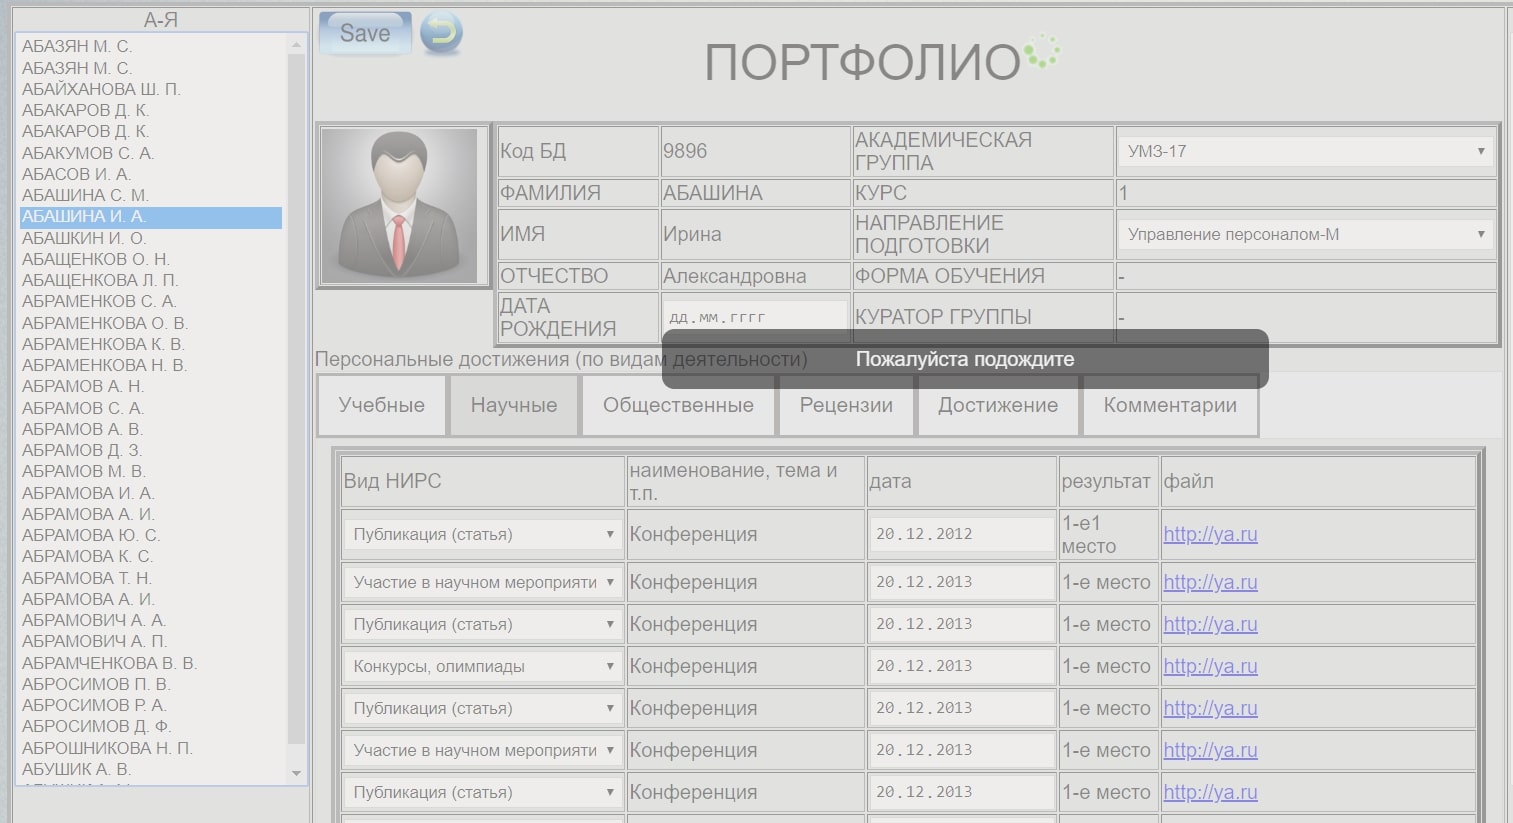 А-Я
АБАЗЯН М. С.
АБАЗЯН М. С.
АБАЙХАНОВА Ш. П.
АБАКАРОВ Д. К.
АБАКАРОВ Д. К.
АБАКУМОВ С. А.
АБАСОВ И. А.
АБАШИНА С. М.
АБАШИНА И. А.
АБАШКИН И. О.
АБАЩЕНКОВ О. Н.
АБАЩЕНКОВА Л. П.
АБРАМЕНКОВ С. А.
АБРАМЕНКОВА О. В.
АБРАМЕНКОВА К. В.
АБРАМЕНКОВА Н. В.
АБРАМОВ А. Н.
АБРАМОВ С. А.
АБРАМОВ А. В.
АБРАМОВ Д. З.
АБРАМОВ М. В.
АБРАМОВА И. А.
АБРАМОВА А. И.
АБРАМОВА Ю. С.
АБРАМОВА К. С.
АБРАМОВА Т. Н.
АБРАМОВА А. И.
АБРАМОВИЧ А. А.
АБРАМОВИЧ А. П.
АБРАМЧЕНКОВА В. В.
АБРОСИМОВ П. В.
АБРОСИМОВ Р. А.
АБРОСИМОВ Д. Ф.
АБРОШНИКОВА Н. П.
АБУШИК А. В.
Save
ПОРТФОЛИО
Код БД 9896 АКАДЕМИЧЕСКАЯ ГРУППА УМЗ-17
ФАМИЛИЯ АБАШИНА КУРС 1
ИМЯ Ирина НАПРАВЛЕНИЕ ПОДГОТОВКИ Управление персоналом-М
ОТЧЕСТВО Александровна ФОРМА ОБУЧЕНИЯ -
ДАТА РОЖДЕНИЯ дд.мм.гггг КУРАТОР ГРУППЫ -
Персональные достижения (по видам деятельности)
Пожалуйста подождите
Учебные Научные Общественные Рецензии Достижение Комментарии
Вид НИРС наименование, тема и т.п. дата результат файл
Публикация (статья) Конференция 20.12.2012 1-е1 место http://ya.ru
Участие в научном мероприяти Конференция 20.12.2013 1-е место http://ya.ru
Публикация (статья) Конференция 20.12.2013 1-е место http://ya.ru
Конкурсы, олимпиады Конференция 20.12.2013 1-е место http://ya.ru
Публикация (статья) Конференция 20.12.2013 1-е место http://ya.ru
Участие в научном мероприяти Конференция 20.12.2013 1-е место http://ya.ru
Публикация (статья) Конференция 20.12.2013 1-е место http://ya.ru